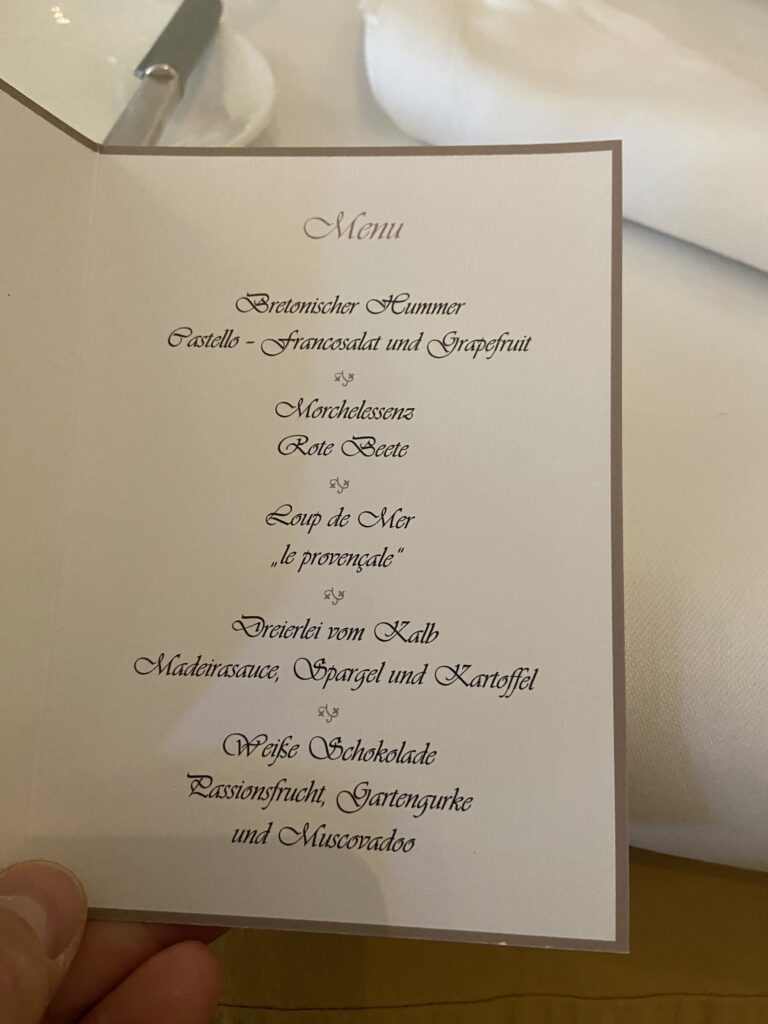 Menu
Bretonischer Hummer
Castello - Francosalat und Grapefruit
Morchelessenz
Rote Beete
Loup de Mer
„le provençale“
Dreierlei vom Kalb
Madeirasauce, Spargel und Kartoffel
Weiße Schokolade
Passionsfrucht, Gartengurke
und Muscovadoo